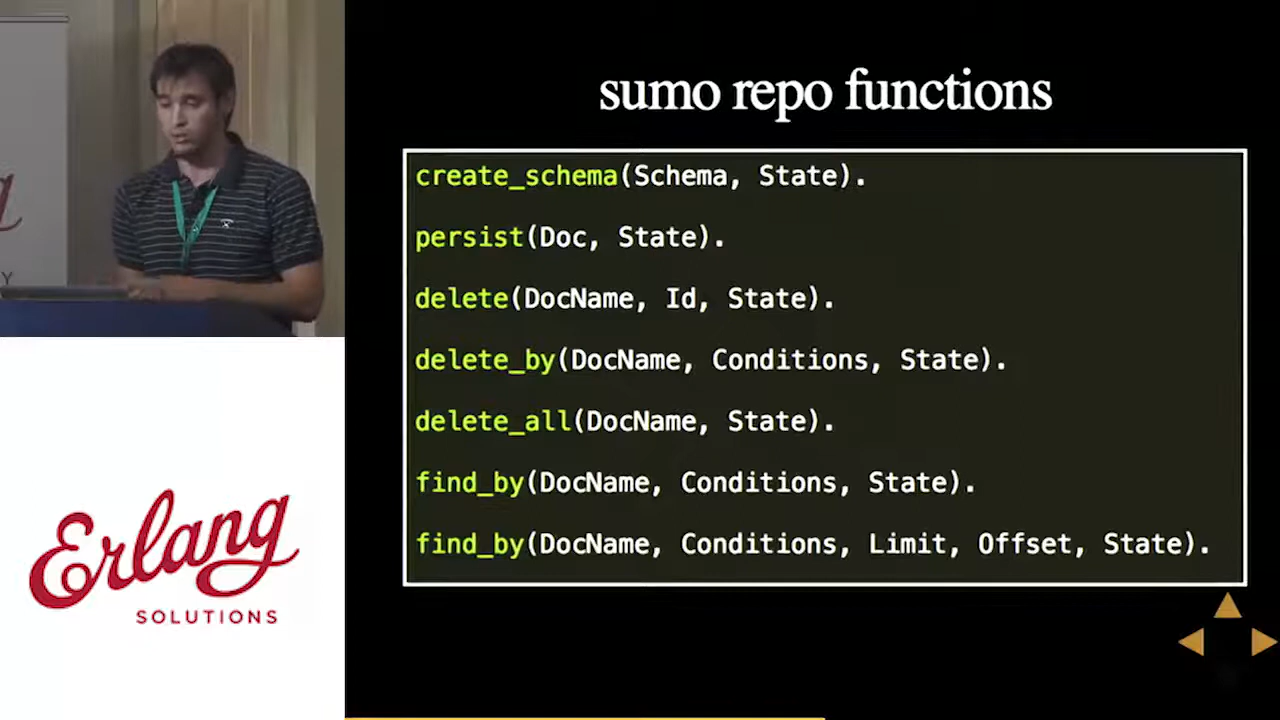 sumo repo functions
create_schema(Schema, State).
persist(Doc, State).
delete(DocName, Id, State).
delete_by(DocName, Conditions, State).
delete_all(DocName, State).
find_by(DocName, Conditions, State).
find_by(DocName, Conditions, Limit, Offset, State).
Erlang
SOLUTIONS